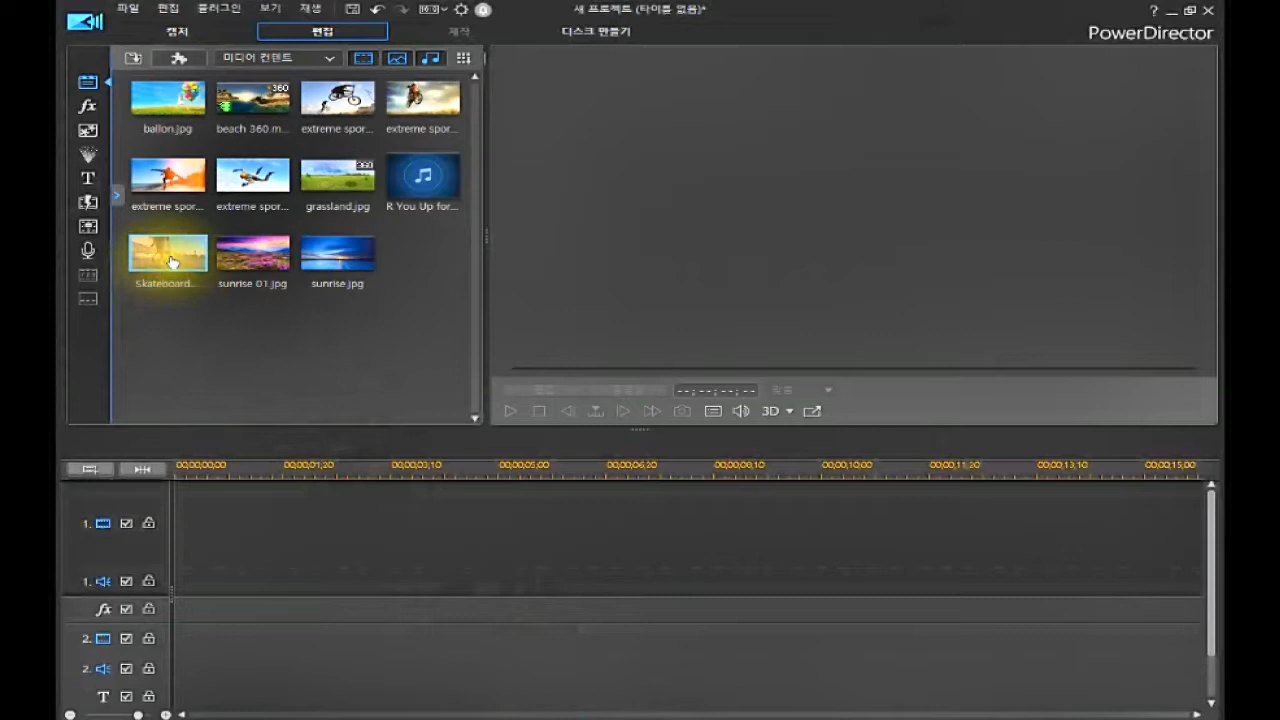 파일 편집 플러그인 보기 재생 16:9 새 프로젝트 (타이틀 없음)* ?
캡처 편집 제작 디스크 만들기 PowerDirector
미디어 컨텐트
360
ballon.jpg beach 360.m... extreme spor... extreme spor...
360
extreme spor... extreme spor... grassland.jpg R You Up for...
Skateboard... sunrise 01.jpg sunrise.jpg
--;--;--;--
3D
00;00;00;00 00;00;01;20 00;00;03;10 00;00;05;00 00;00;06;20 00;00;08;10 00;00;10;00 00;00;11;20 00;00;13;10 00;00;15;00
1.
1.
fx
2.
2.
T